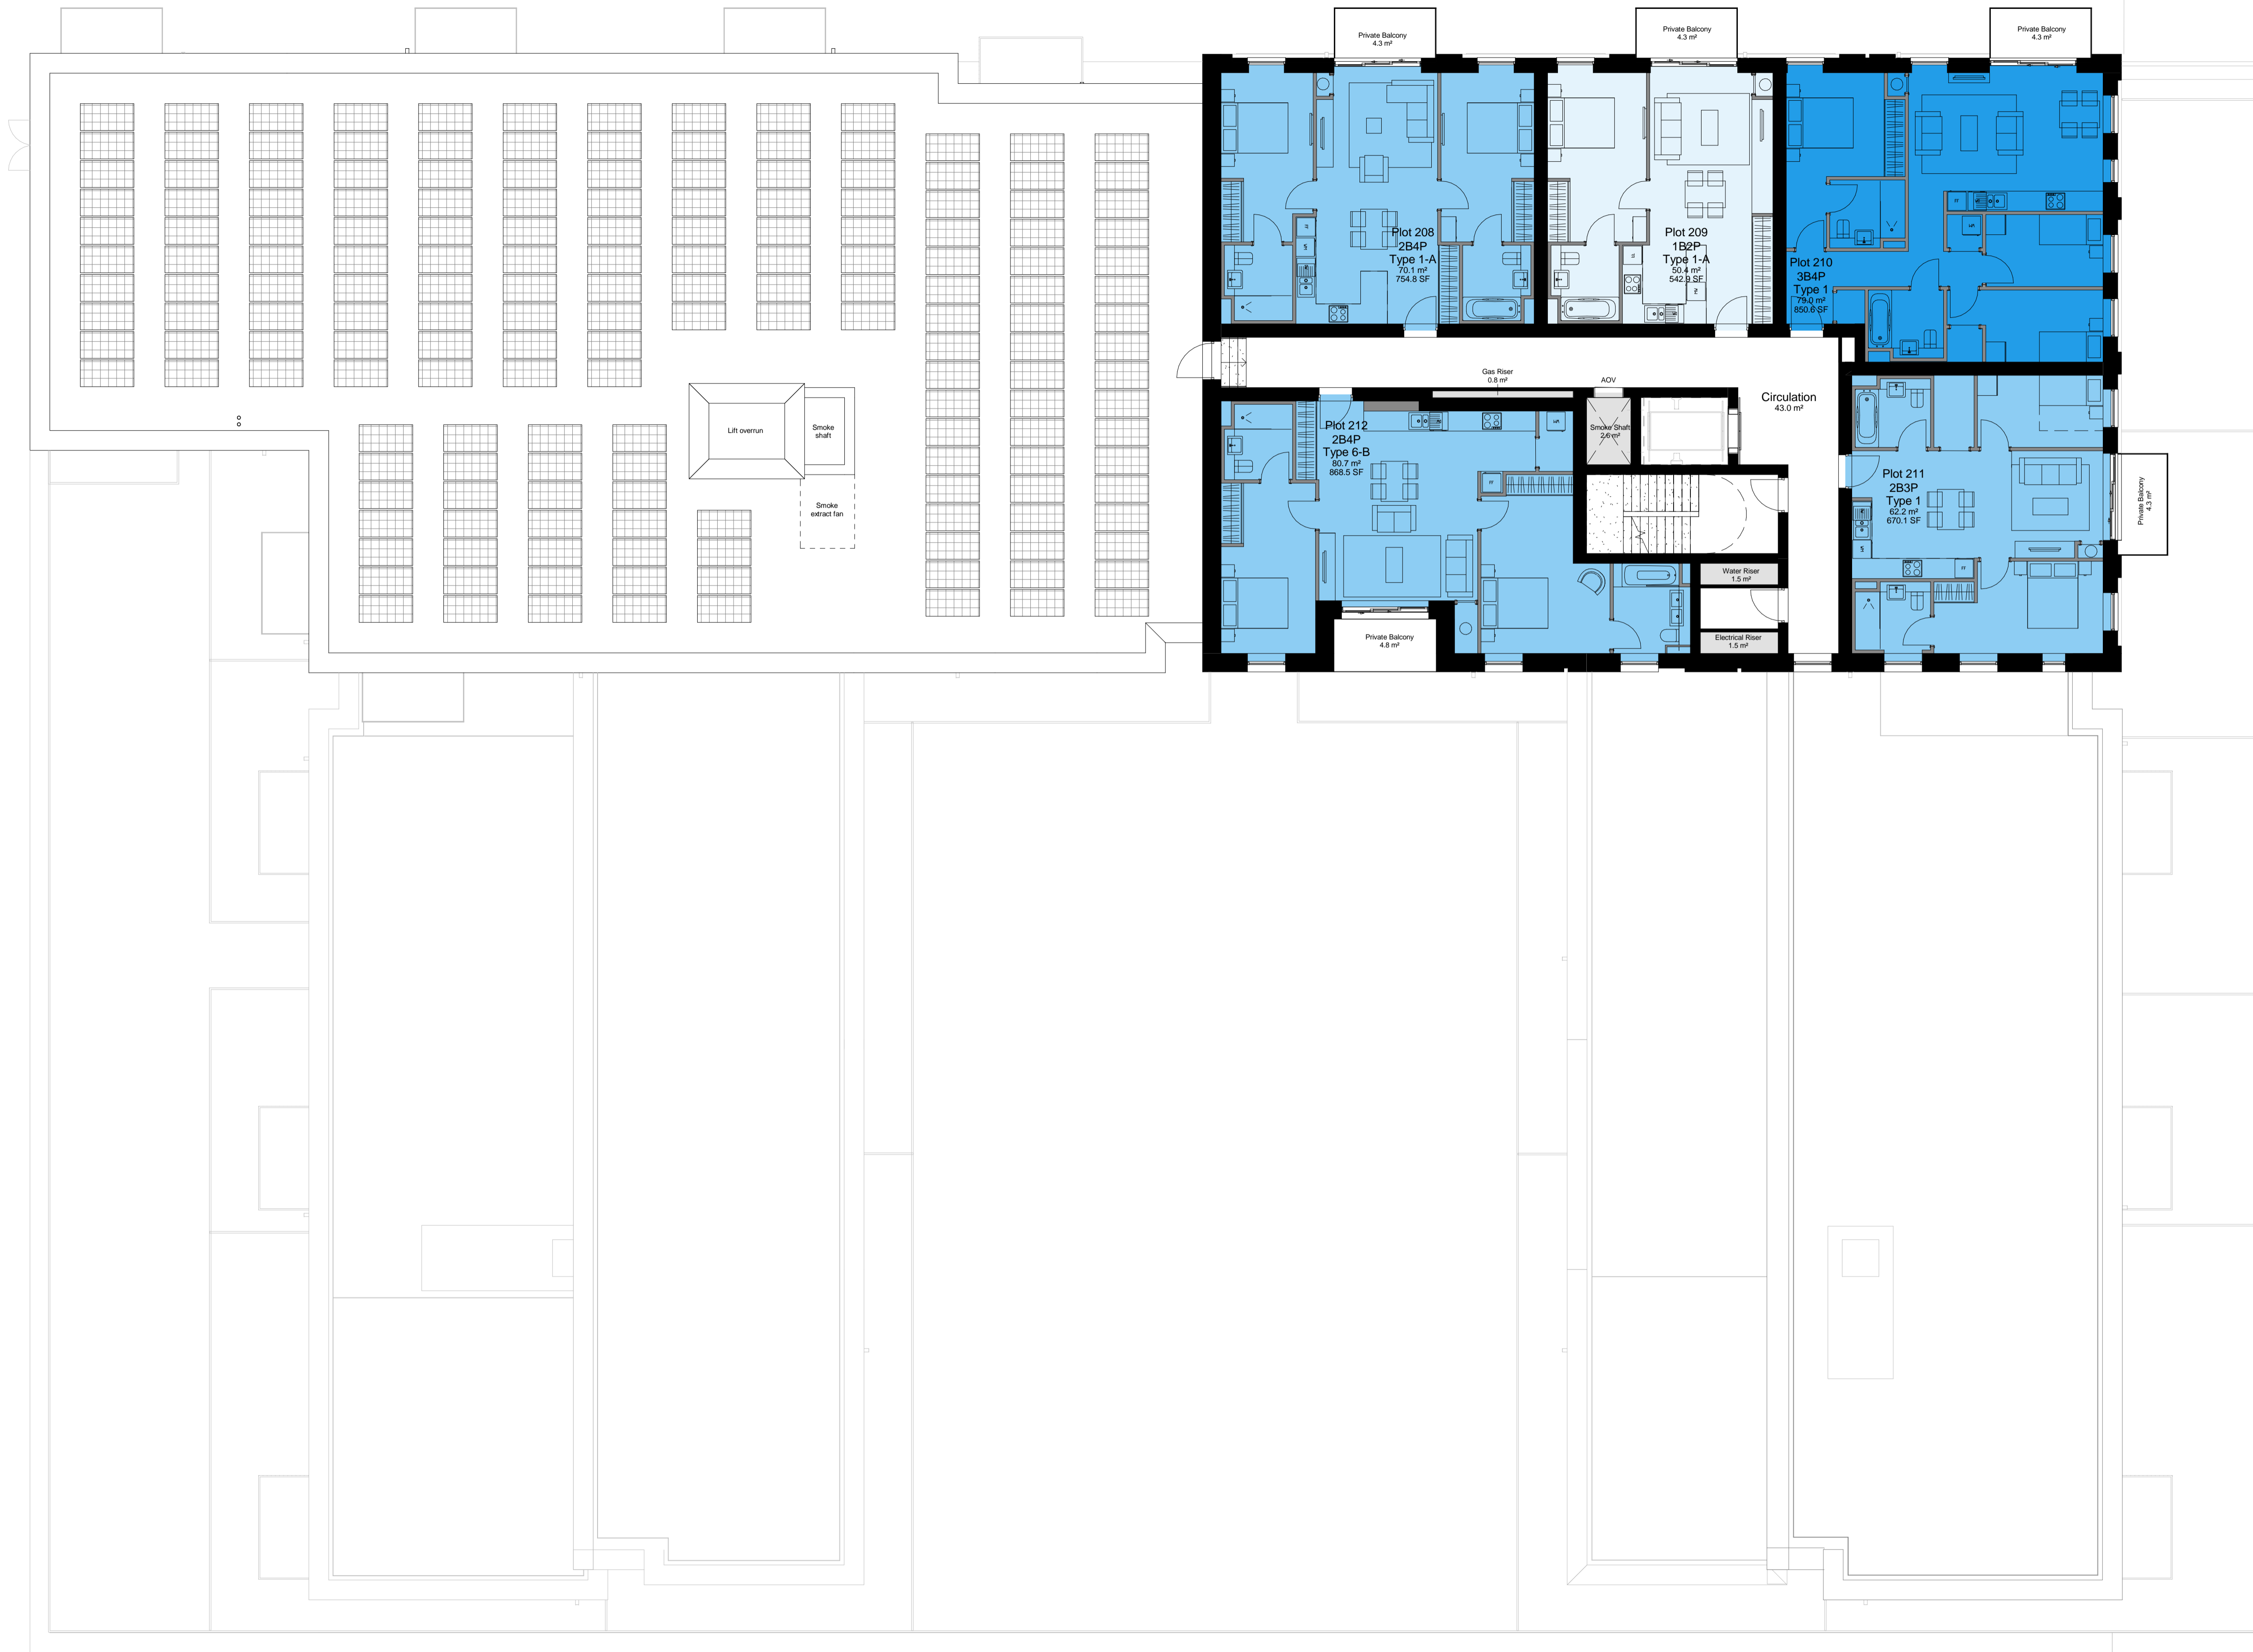 Private Balcony
4.3 m²
Private Balcony
4.3 m²
Private Balcony
4.3 m²
Plot 208
2B4P
Type 1-A
70.1 m²
754.8 SF
Plot 209
1B2P
Type 1-A
50.4 m²
542.9 SF
Plot 210
3B4P
Type 1
79.0 m²
850.6 SF
Gas Riser
0.8 m²
AOV
Circulation
43.0 m²
Lift overrun
Smoke
shaft
Smoke
extract fan
Plot 212
2B4P
Type 6-B
80.7 m²
868.5 SF
Smoke Shaft
2.6 m²
Plot 211
2B3P
Type 1
62.2 m²
670.1 SF
Private Balcony
4.3 m²
Water Riser
1.5 m²
Electrical Riser
1.5 m²
Private Balcony
4.8 m²
FF
FF
FF